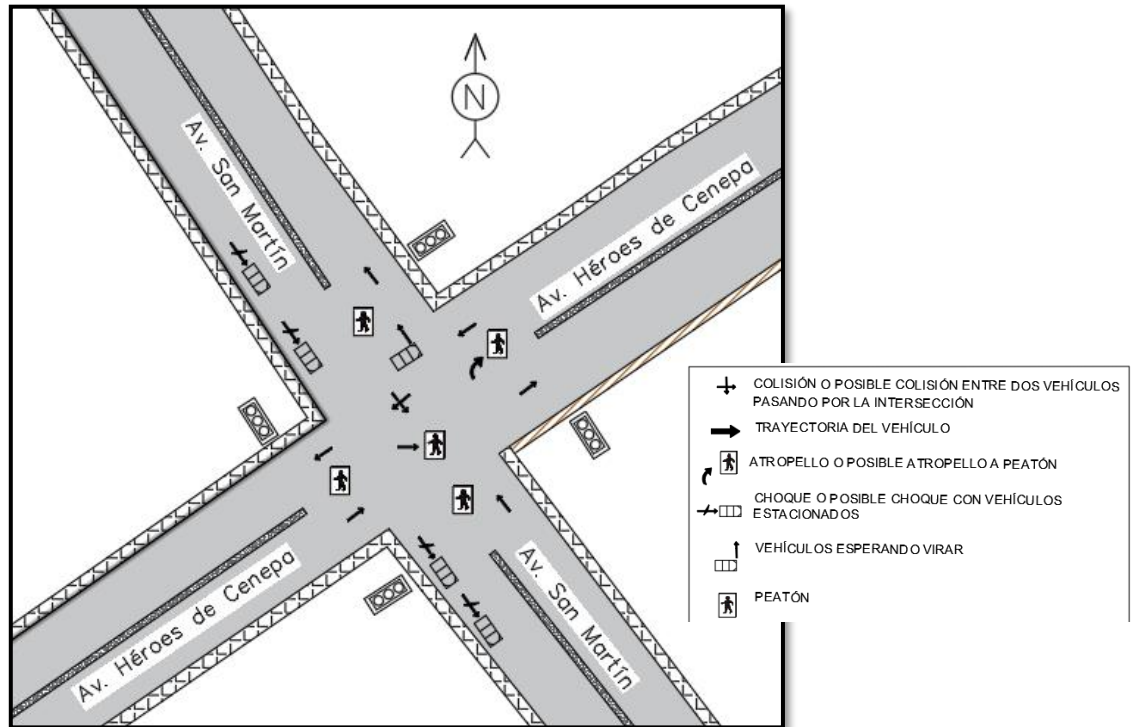 N
Av. San Martín
Av. Héroes de Cenepa
COLISIÓN O POSIBLE COLISIÓN ENTRE DOS VEHÍCULOS
PASANDO POR LA INTERSECCIÓN
TRAYECTORIA DEL VEHÍCULO
ATROPELLO O POSIBLE ATROPELLO A PEATÓN
CHOQUE O POSIBLE CHOQUE CON VEHÍCULOS
ESTACIONADOS
VEHÍCULOS ESPERANDO VIRAR
PEATÓN
Av. Héroes de Cenepa
Av. San Martín